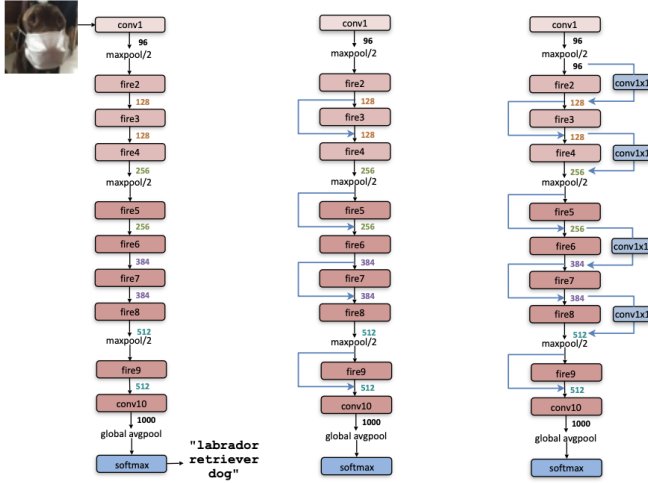 conv1
96
maxpool/2
fire2
128
fire3
128
fire4
256
maxpool/2
fire5
256
fire6
384
fire7
384
fire8
512
maxpool/2
fire9
512
conv10
1000
global avgpool
softmax
"labrador
retriever
dog"
conv1
96
maxpool/2
fire2
128
fire3
128
fire4
256
maxpool/2
fire5
256
fire6
384
fire7
384
fire8
512
maxpool/2
fire9
512
conv10
1000
global avgpool
softmax
conv1
96
maxpool/2
96
conv1x1
fire2
128
fire3
128
conv1x1
fire4
256
maxpool/2
fire5
256
fire6
conv1x1
384
fire7
384
conv1x1
fire8
512
maxpool/2
fire9
512
conv10
1000
global avgpool
softmax